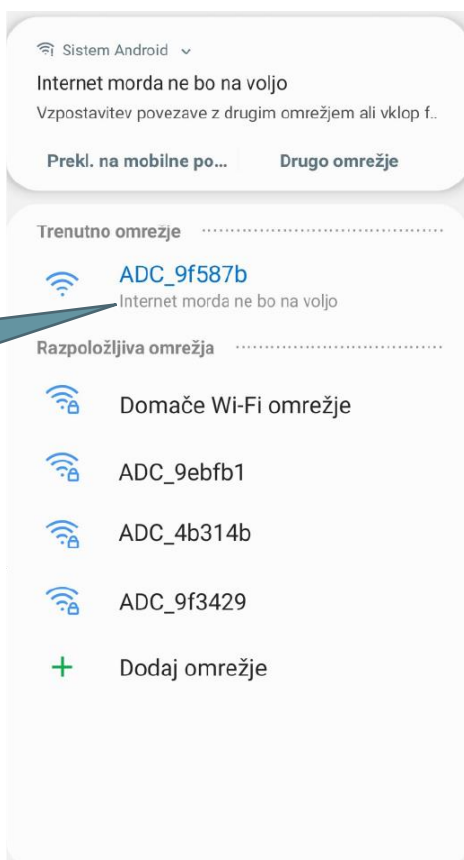 Sistem Android
Internet morda ne bo na voljo
Vzpostavitev povezave z drugim omrežjem ali vklop f..
Prekl. na mobilne po... Drugo omrežje
Trenutno omrežje
ADC_9f587b
Internet morda ne bo na voljo
Razpoložljiva omrežja
Domače Wi-Fi omrežje
ADC_9ebfb1
ADC_4b314b
ADC_9f3429
Dodaj omrežje